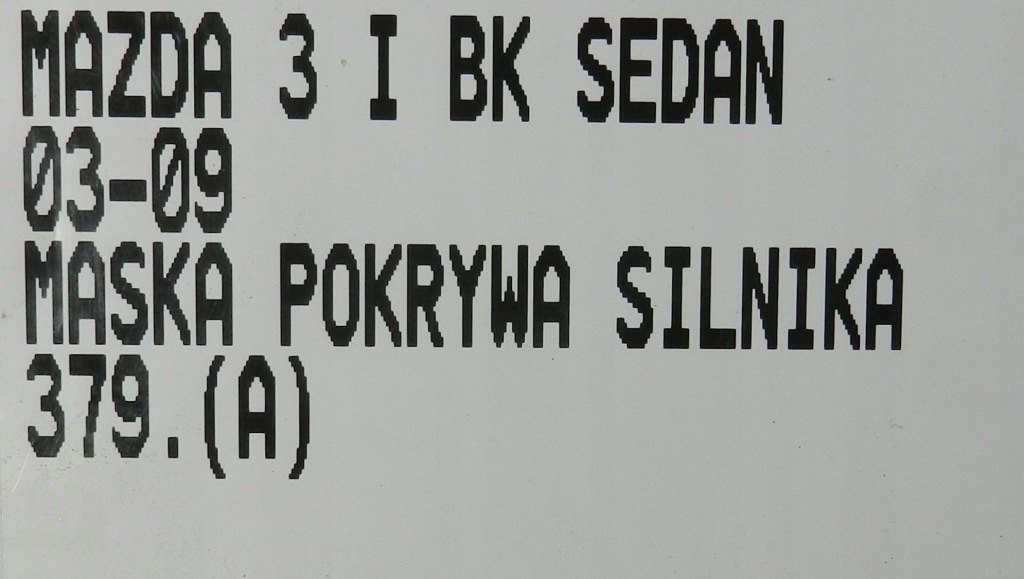 MAZDA 3 I BK SEDAN
03-09
MASKA POKRYWA SILNIKA
379.(A)